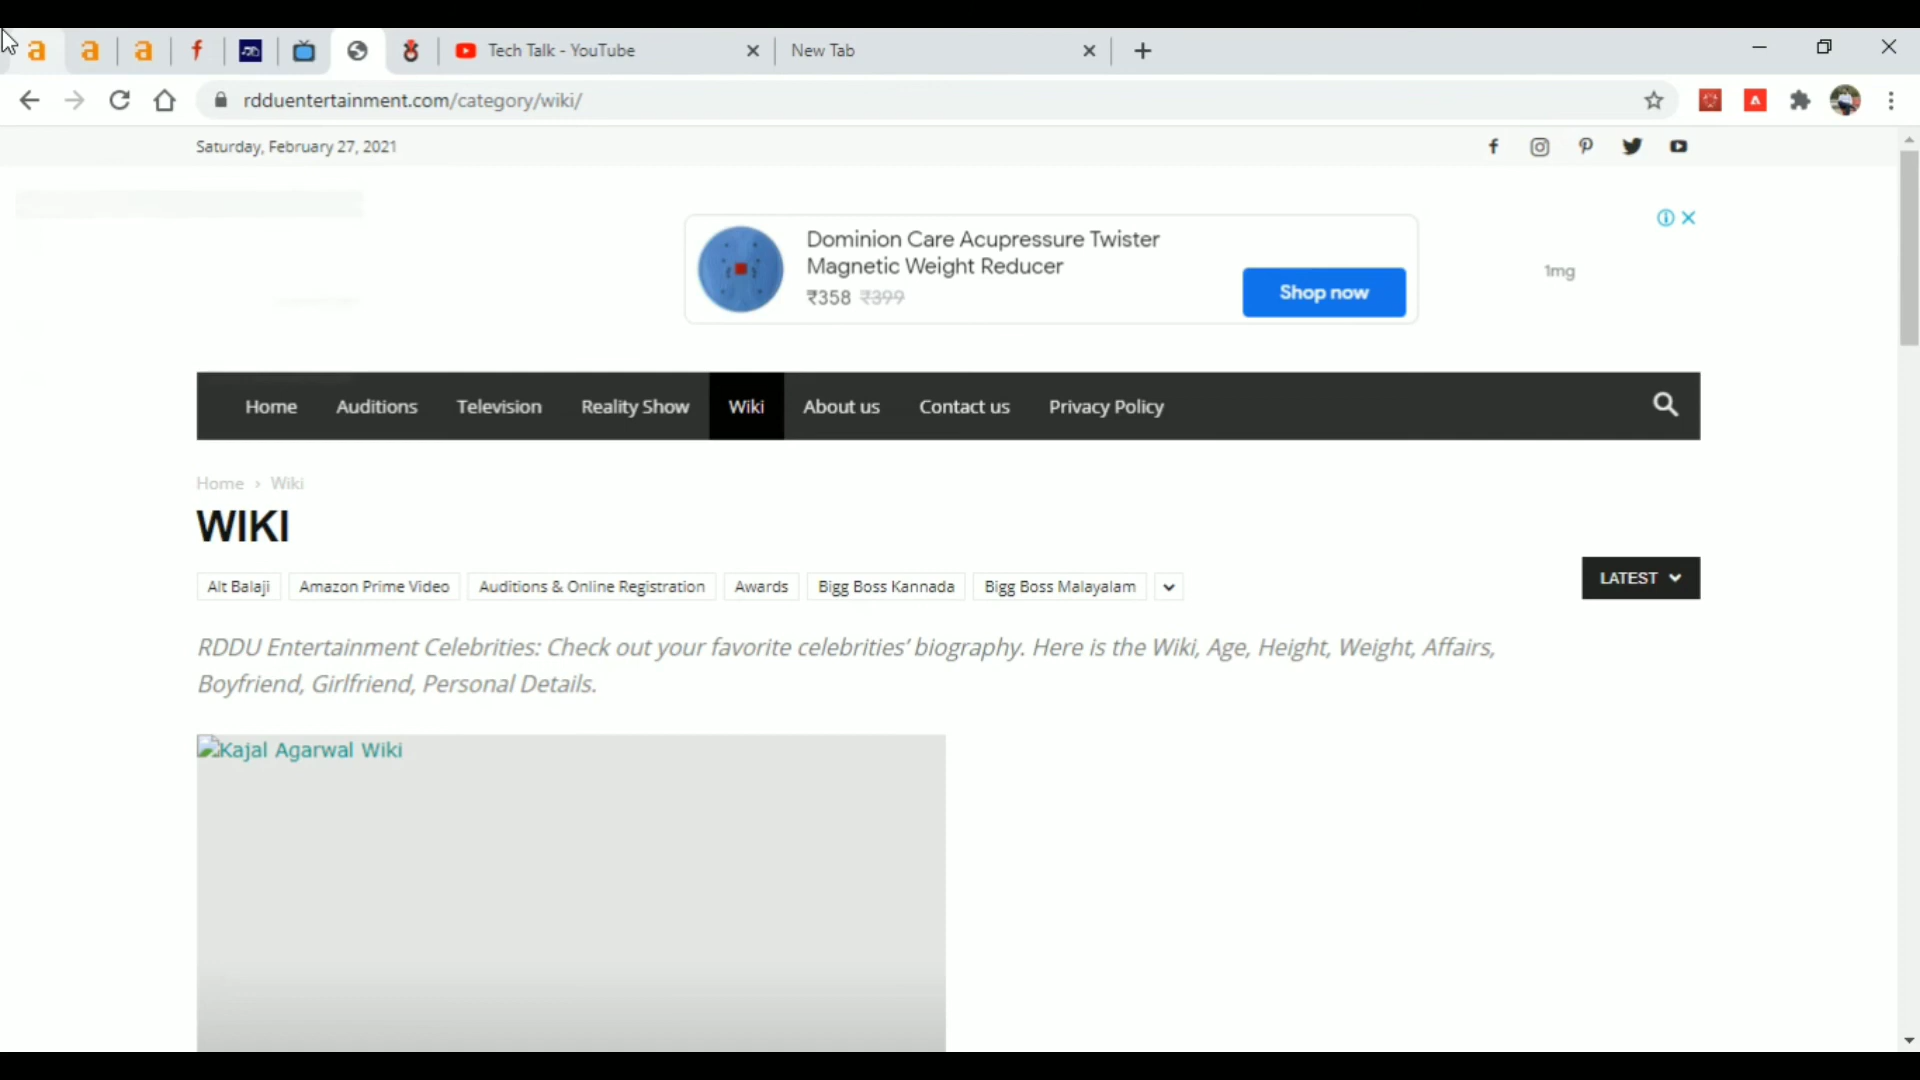 Tech Talk - YouTube
New Tab
rdduentertainment.com/category/wiki/
Saturday, February 27, 2021
Dominion Care Acupressure Twister
Magnetic Weight Reducer
₹358 ₹399
Shop now
1mg
Home Auditions Television Reality Show Wiki About us Contact us Privacy Policy
Home › Wiki
WIKI
Alt Balaji Amazon Prime Video Auditions & Online Registration Awards Bigg Boss Kannada Bigg Boss Malayalam
LATEST
RDDU Entertainment Celebrities: Check out your favorite celebrities' biography. Here is the Wiki, Age, Height, Weight, Affairs,
Boyfriend, Girlfriend, Personal Details.
Kajal Agarwal Wiki